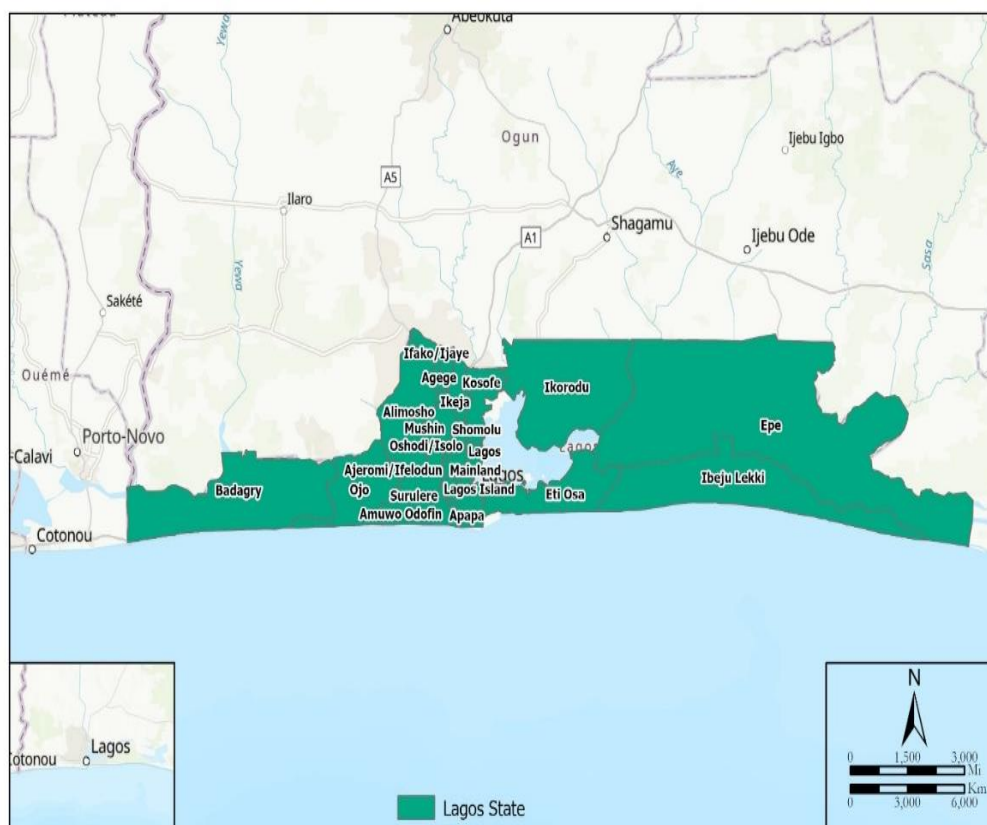 Abeokuta
Yewa
Ogun
Ijebu Igbo
A5
Aye
Ilaro
A1
Shagamu
Ijebu Ode
Sasa
Yewa
Sakété
Ifako/Ijaye
Ouémé
Agege
Kosofe
Ikorodu
Ikeja
Alimosho
Mushin
Shomolu
Epe
Porto-Novo
Oshodi/Isolo
Lagos
Lagos
Calavi
Ajeromi/Ifelodun
Mainland
Ibeju Lekki
Lagos
Badagry
Ojo
Surulere
Lagos Island
Eti Osa
Amuwo Odofin
Apapa
Cotonou
N
Lagos
Cotonou
0 1,500 3,000
Mi
Km
0 3,000 6,000
Lagos State